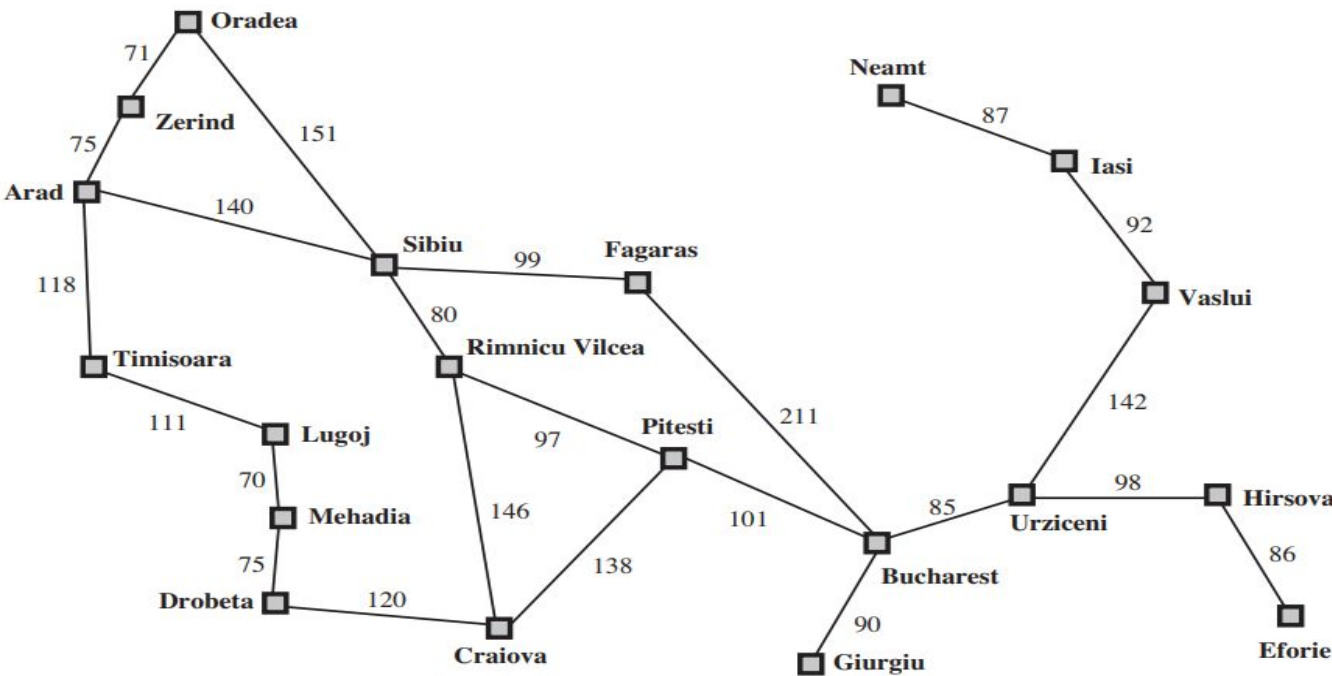 Oradea
71
Neamt
87
Zerind
151
75
Iasi
Arad
140
92
Sibiu
Fagaras
99
118
Vaslui
80
Timisoara
Rimnicu Vilcea
142
111
Lugoj
97
Pitesti
211
70
98
Hirsova
Mehadia
146
101
85
Urziceni
75
138
86
Bucharest
Drobeta
120
90
Craiova
Giurgiu
Eforie